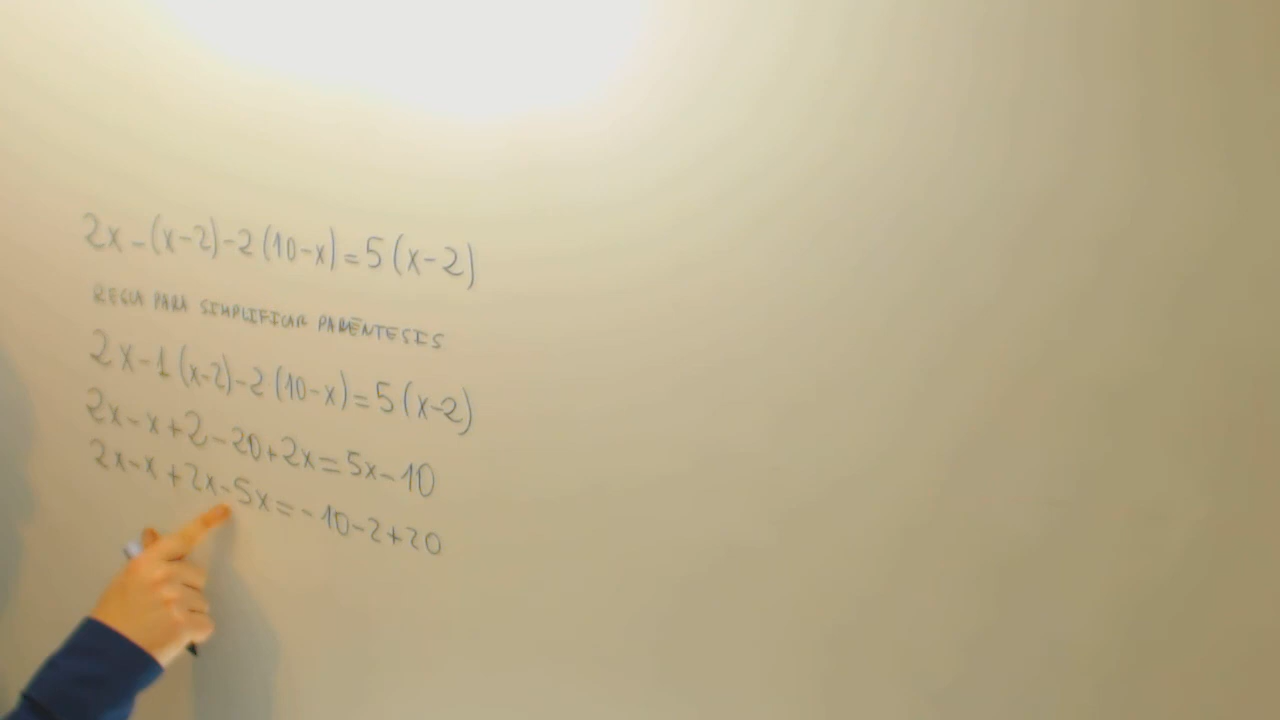 2x-(x-2)-2(10-x)=5(x-2)
REGLA PARA SIMPLIFICAR PARÉNTESIS
2x-1(x-2)-2(10-x)=5(x-2)
2x-x+2-20+2x=5x-10
2x-x+2x-5x=-10-2+20